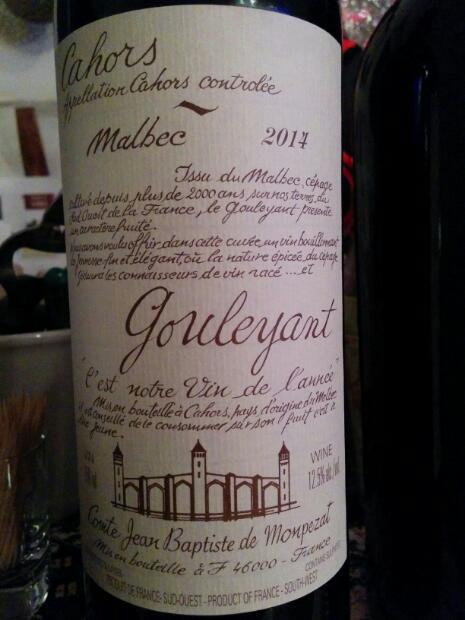 Cahors
Appellation Cahors contrôlée
Malbec 2014
Issu du Malbec, cépage
cultivé depuis plus de 2000 ans, sur nos terres du
Sud Ouest de la France, le Gouleyant présente
un caractère fruité.
Nous avons voulu offrir dans cette cuvée, un vin bouillonnant
de jeunesse fin et élégant, où la nature épicée du cépage
les connaisseurs de vin racé ... et
Gouleyant
"C'est notre Vin de l'année"
Mis en bouteille à Cahors, pays d'origine du Malbec
il est conseillé de le consommer sur son fruit c'est à
dire jeune.
WINE
12.5% alc./vol.
Comte Jean Baptiste de Monpezat
Mis en bouteille à F 46000 - France
PRODUIT DE FRANCE - SUD-OUEST - PRODUCT OF FRANCE - SOUTH-WEST